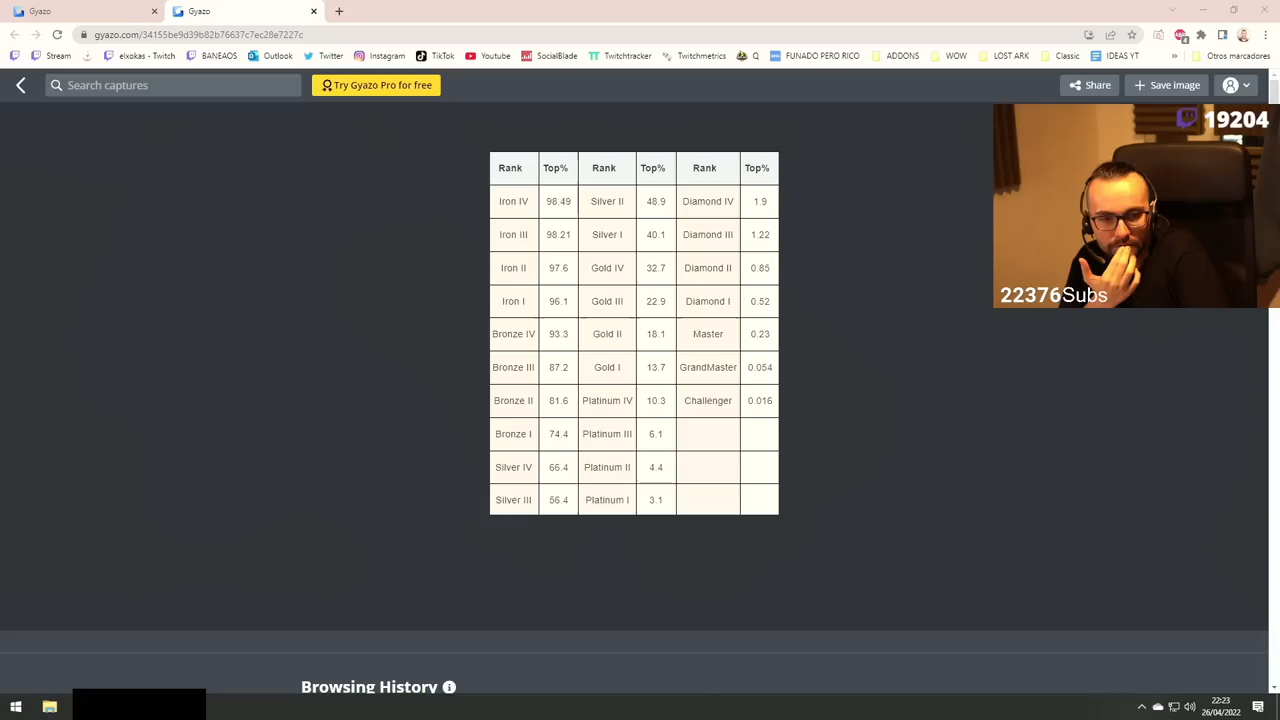 Gyazo
Gyazo
gyazo.com/34155be9d39b82b76637c7ec28e7227c
Stream
elxokas - Twitch
BANEAOS
Outlook
Twitter
Instagram
TikTok
Youtube
SocialBlade
Twitchtracker
Twitchmetrics
G
FUNADO PERO RICO
ADDONS
WOW
LOST ARK
Classic
IDEAS YT
Otros marcadores
Search captures
Try Gyazo Pro for free
Share
Save image
19204
22376Subs
Rank Top% Rank Top% Rank Top%
Iron IV 98.49 Silver II 48.9 Diamond IV 1.9
Iron III 98.21 Silver I 40.1 Diamond III 1.22
Iron II 97.6 Gold IV 32.7 Diamond II 0.85
Iron I 96.1 Gold III 22.9 Diamond I 0.52
Bronze IV 93.3 Gold II 18.1 Master 0.23
Bronze III 87.2 Gold I 13.7 GrandMaster 0.054
Bronze II 81.6 Platinum IV 10.3 Challenger 0.016
Bronze I 74.4 Platinum III 6.1
Silver IV 66.4 Platinum II 4.4
Silver III 56.4 Platinum I 3.1
Browsing History
22:23
26/04/2022